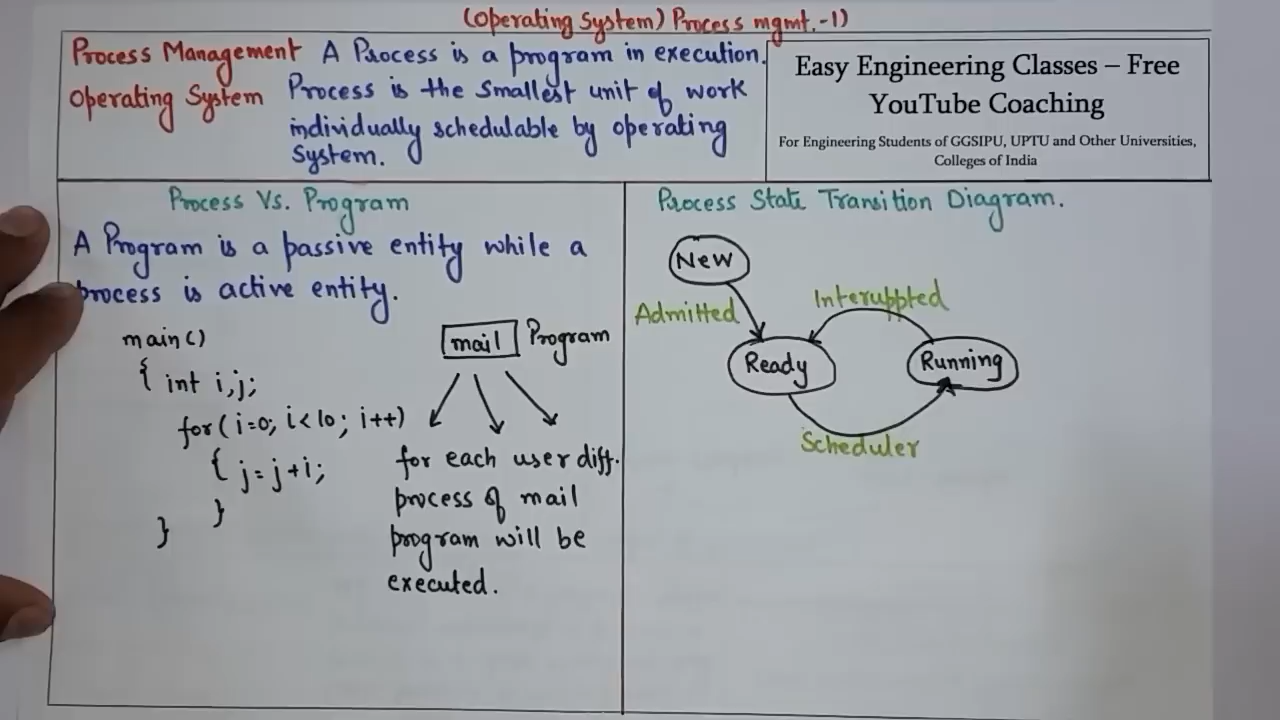 (Operating System) Process mgmt.-1)
Process Management
Operating System
A Process is a program in execution.
Process is the smallest unit of work
individually schedulable by operating
System.
Easy Engineering Classes – Free
YouTube Coaching
For Engineering Students of GGSIPU, UPTU and Other Universities,
Colleges of India
Process Vs. Program
A Program is a passive entity while a
process is active entity.
main()
{ int i,j;
for(i=0; i<10; i++)
{ j=j+i;
}
}
mail
Program
for each user diff.
process of mail
program will be
executed.
Process State Transition Diagram.
New
Admitted
Interuppted
Ready
Running
Scheduler